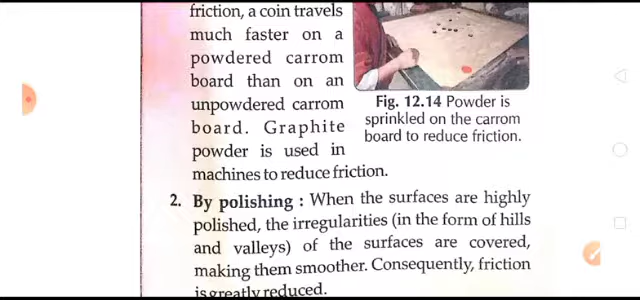 friction, a coin travels
much faster on a
powdered carrom
board than on an
unpowdered carrom
board. Graphite
powder is used in
machines to reduce friction.
Fig. 12.14 Powder is
sprinkled on the carrom
board to reduce friction.
2. By polishing : When the surfaces are highly
polished, the irregularities (in the form of hills
and valleys) of the surfaces are covered,
making them smoother. Consequently, friction
is greatly reduced.